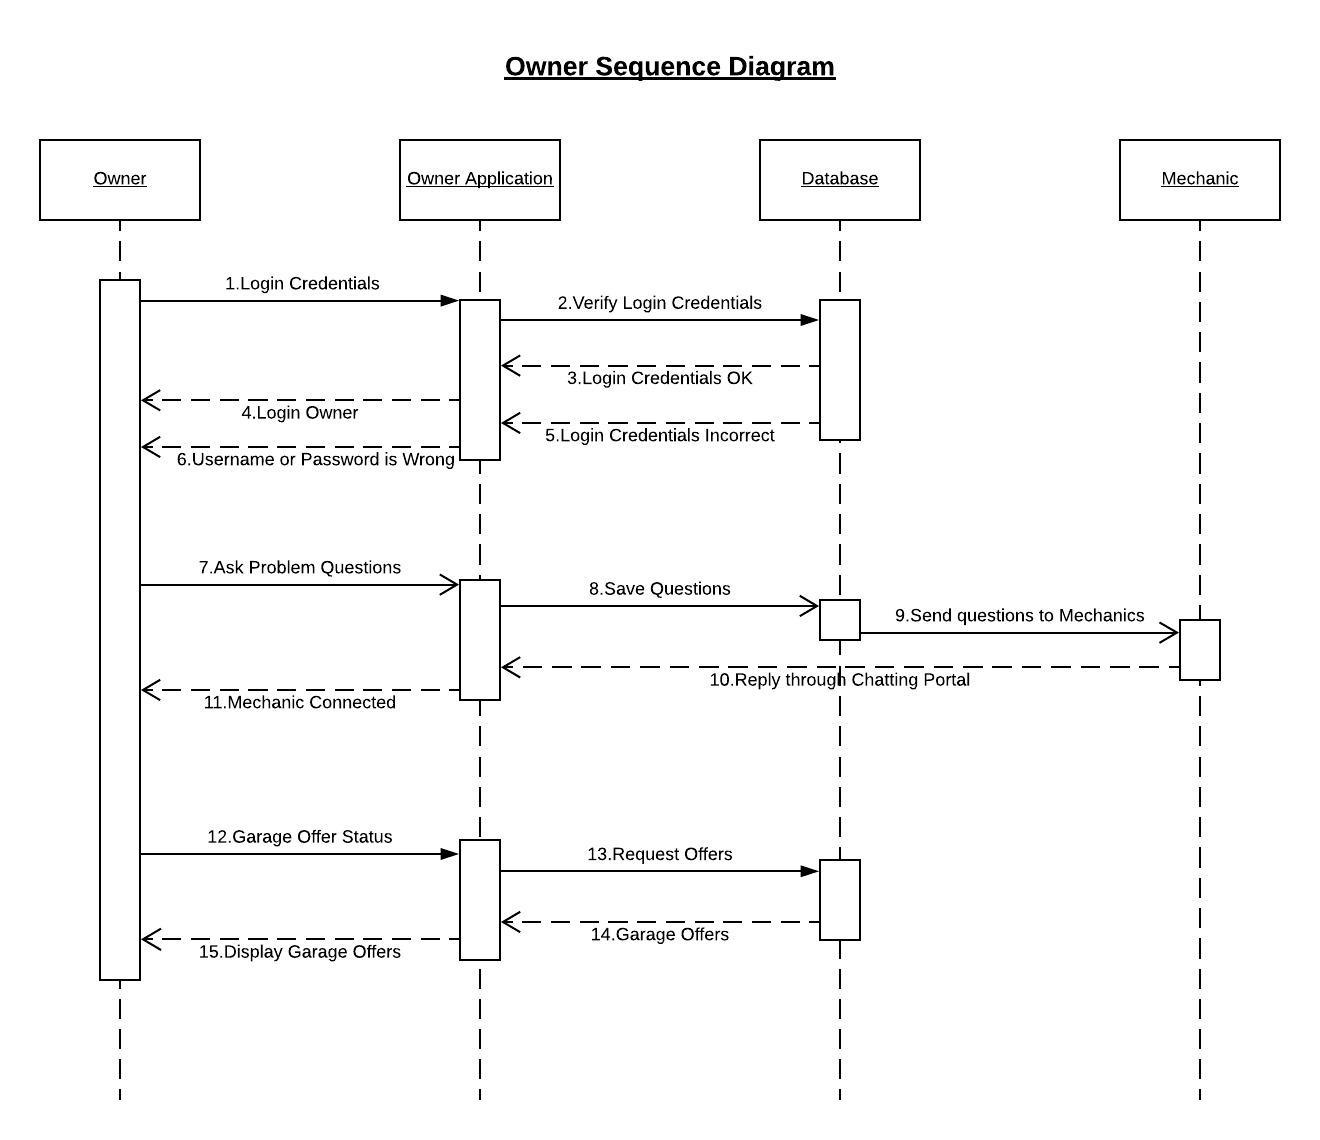 Owner Sequence Diagram
Owner
Owner Application
Database
Mechanic
1.Login Credentials
2.Verify Login Credentials
3.Login Credentials OK
4.Login Owner
5.Login Credentials Incorrect
6.Username or Password is Wrong
7.Ask Problem Questions
8.Save Questions
9.Send questions to Mechanics
10.Reply through Chatting Portal
11.Mechanic Connected
12.Garage Offer Status
13.Request Offers
14.Garage Offers
15.Display Garage Offers